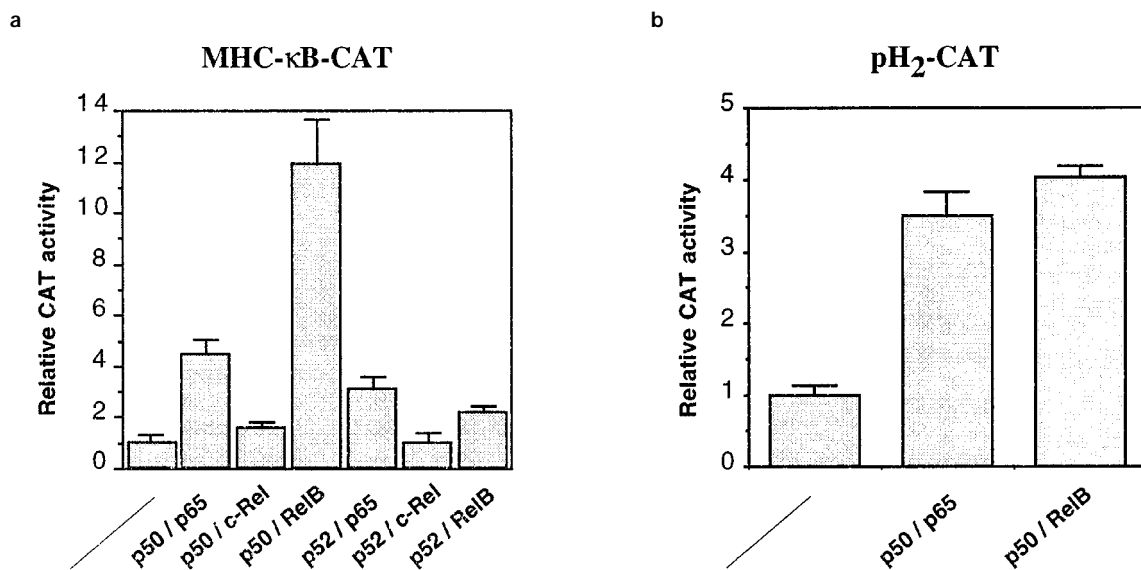 a
MHC-κB-CAT
Relative CAT activity
14
12
10
8
6
4
2
0
p50 / p65
p50 / c-Rel
p50 / RelB
p52 / p65
p52 / c-Rel
p52 / RelB
b
pH2-CAT
Relative CAT activity
5
4
3
2
1
0
p50 / p65
p50 / RelB